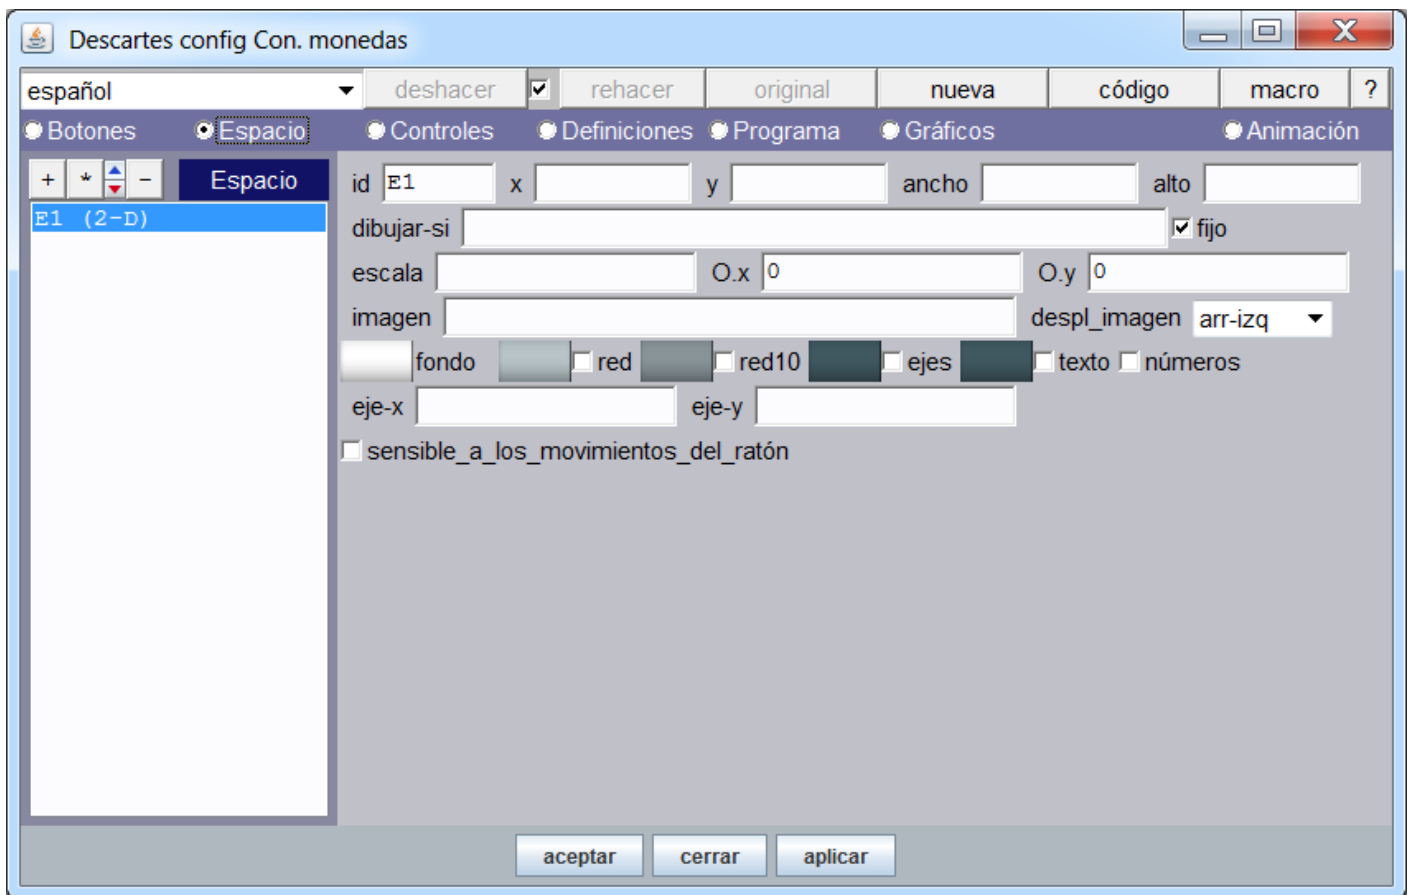 Descartes config Con. monedas
español deshacer rehacer original nueva código macro ?
Botones Espacio Controles Definiciones Programa Gráficos Animación
+ * - Espacio id E1 x y ancho alto
E1 (2-D)
dibujar-si fijo
escala O.x 0 O.y 0
imagen despl_imagen arr-izq
fondo red red10 ejes texto números
eje-x eje-y
sensible_a_los_movimientos_del_ratón
aceptar cerrar aplicar